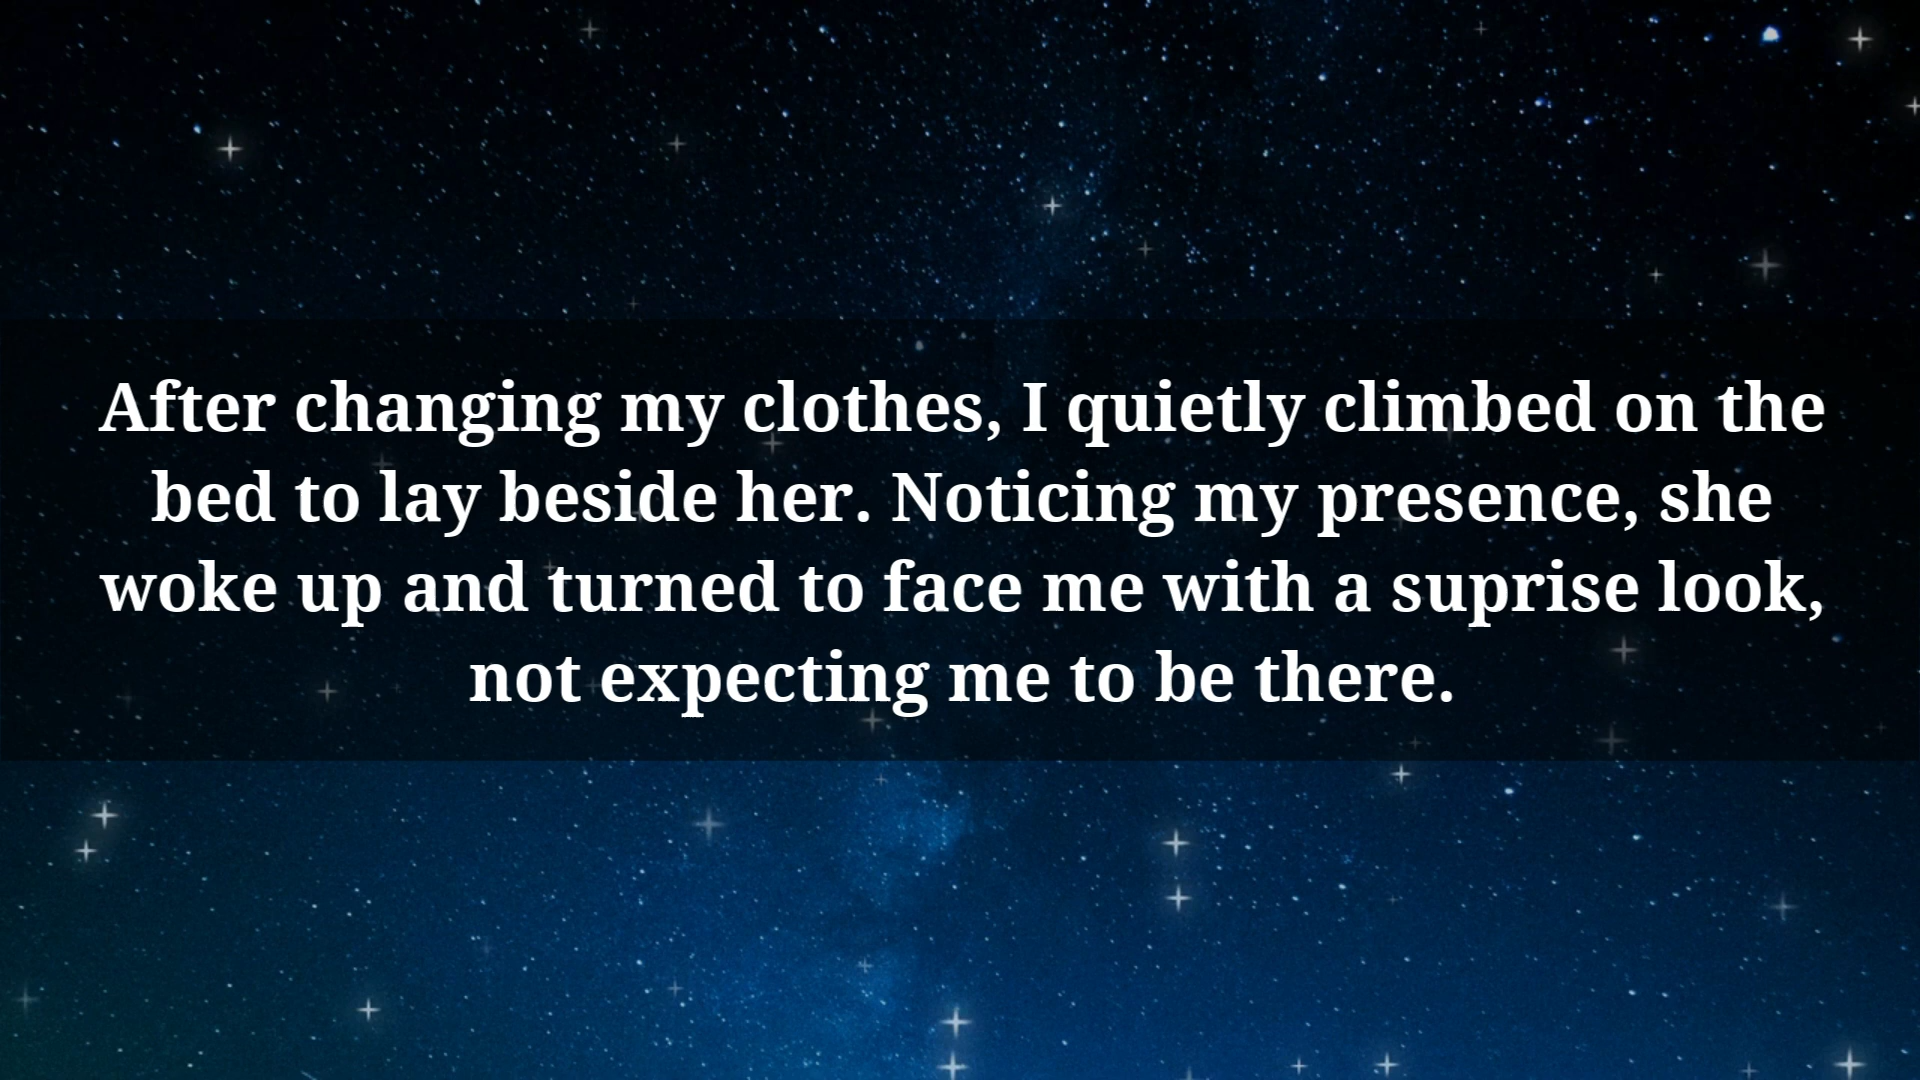 After changing my clothes, I quietly climbed on the
bed to lay beside her. Noticing my presence, she
woke up and turned to face me with a suprise look,
not expecting me to be there.